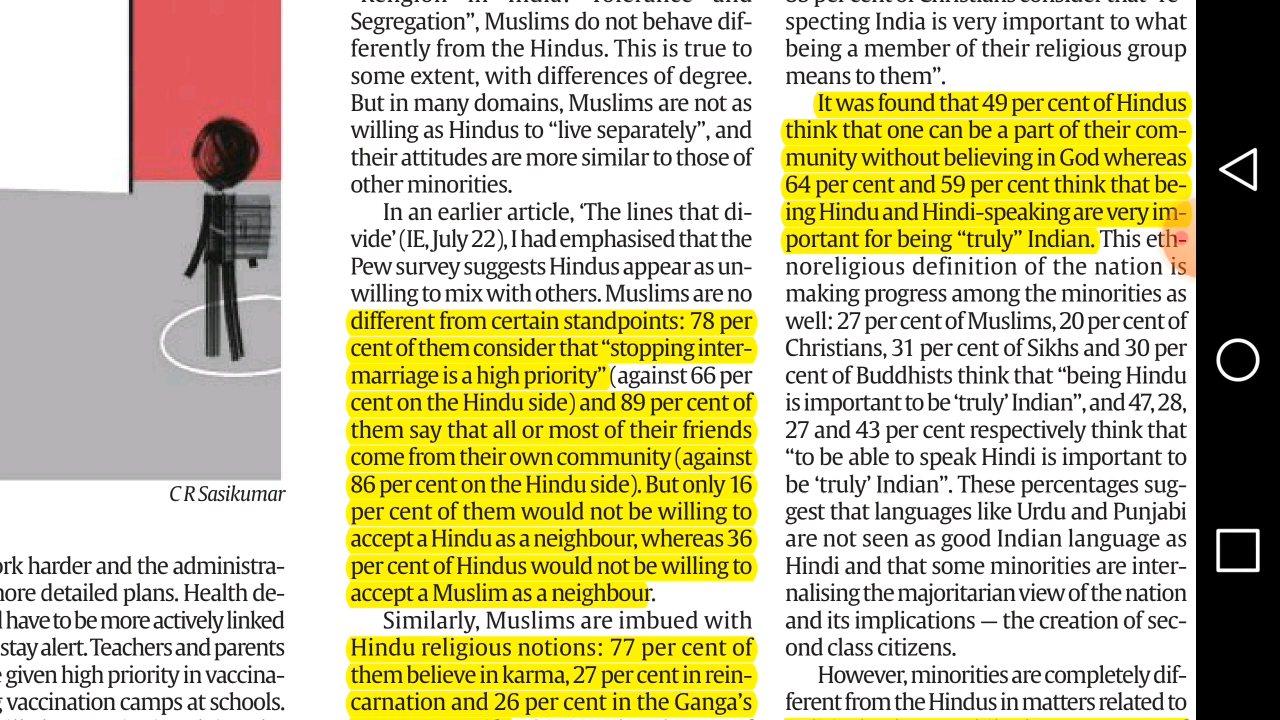 C R Sasikumar
ork harder and the administra-
nore detailed plans. Health de-
l have to be more actively linked
stay alert. Teachers and parents
e given high priority in vaccina-
g vaccination camps at schools.
"Religion in India: Tolerance and
Segregation", Muslims do not behave dif-
ferently from the Hindus. This is true to
some extent, with differences of degree.
But in many domains, Muslims are not as
willing as Hindus to "live separately", and
their attitudes are more similar to those of
other minorities.
In an earlier article, 'The lines that di-
vide' (IE, July 22), I had emphasised that the
Pew survey suggests Hindus appear as un-
willing to mix with others. Muslims are no
different from certain standpoints: 78 per
cent of them consider that "stopping inter-
marriage is a high priority" (against 66 per
cent on the Hindu side) and 89 per cent of
them say that all or most of their friends
come from their own community (against
86 per cent on the Hindu side). But only 16
per cent of them would not be willing to
accept a Hindu as a neighbour, whereas 36
per cent of Hindus would not be willing to
accept a Muslim as a neighbour.
Similarly, Muslims are imbued with
Hindu religious notions: 77 per cent of
them believe in karma, 27 per cent in rein-
carnation and 26 per cent in the Ganga's
per cent of Christians consider that "re-
specting India is very important to what
being a member of their religious group
means to them".
It was found that 49 per cent of Hindus
think that one can be a part of their com-
munity without believing in God whereas
64 per cent and 59 per cent think that be-
ing Hindu and Hindi-speaking are very im-
portant for being "truly" Indian. This eth-
noreligious definition of the nation is
making progress among the minorities as
well: 27 per cent of Muslims, 20 per cent of
Christians, 31 per cent of Sikhs and 30 per
cent of Buddhists think that "being Hindu
is important to be 'truly' Indian", and 47, 28,
27 and 43 per cent respectively think that
"to be able to speak Hindi is important to
be 'truly' Indian". These percentages sug-
gest that languages like Urdu and Punjabi
are not seen as good Indian language as
Hindi and that some minorities are inter-
nalising the majoritarian view of the nation
and its implications — the creation of sec-
ond class citizens.
However, minorities are completely dif-
ferent from the Hindus in matters related to